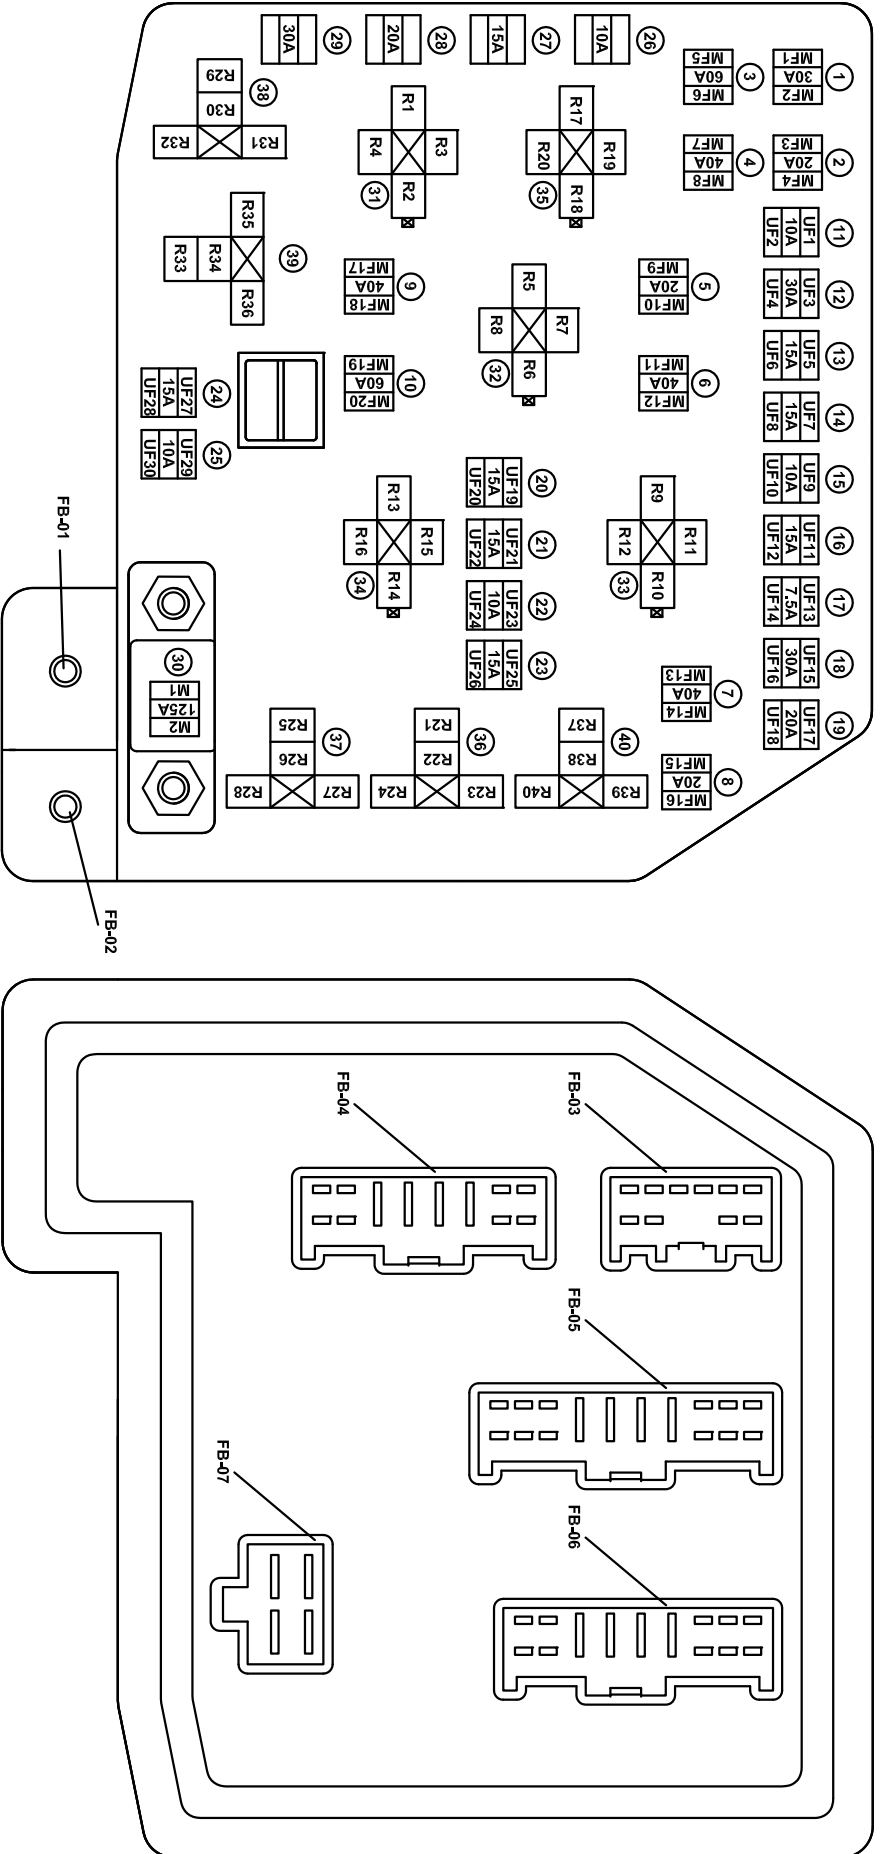 30A
29
20A
28
15A
27
10A
26
MF1
30A
MF2
1
MF5
60A
MF6
3
MF3
20A
MF4
2
MF7
40A
MF8
4
UF1
10A
UF2
11
UF3
30A
UF4
12
UF5
15A
UF6
13
UF7
15A
UF8
14
UF9
10A
UF10
15
UF11
15A
UF12
16
UF13
7.5A
UF14
17
UF15
30A
UF16
18
UF17
20A
UF18
19
R29
R30
R31
R32
38
R1
R3
R4
R2
31
R17
R19
R20
R18
35
R35
R34
R33
R36
39
MF17
40A
MF18
9
MF19
60A
MF20
10
R5
R7
R8
R6
32
MF9
20A
MF10
5
MF11
40A
MF12
6
UF27
15A
UF28
24
UF29
10A
UF30
25
R13
R15
R16
R14
34
UF19
15A
UF20
20
UF21
15A
UF22
21
UF23
10A
UF24
22
UF25
15A
UF26
23
R9
R11
R12
R10
33
MF13
40A
MF14
7
MF15
20A
MF16
8
30
M1
125A
M2
R25
R26
R27
R28
37
R21
R22
R23
R24
36
R37
R38
R39
R40
40
FB-01
FB-02
FB-03
FB-04
FB-05
FB-06
FB-07